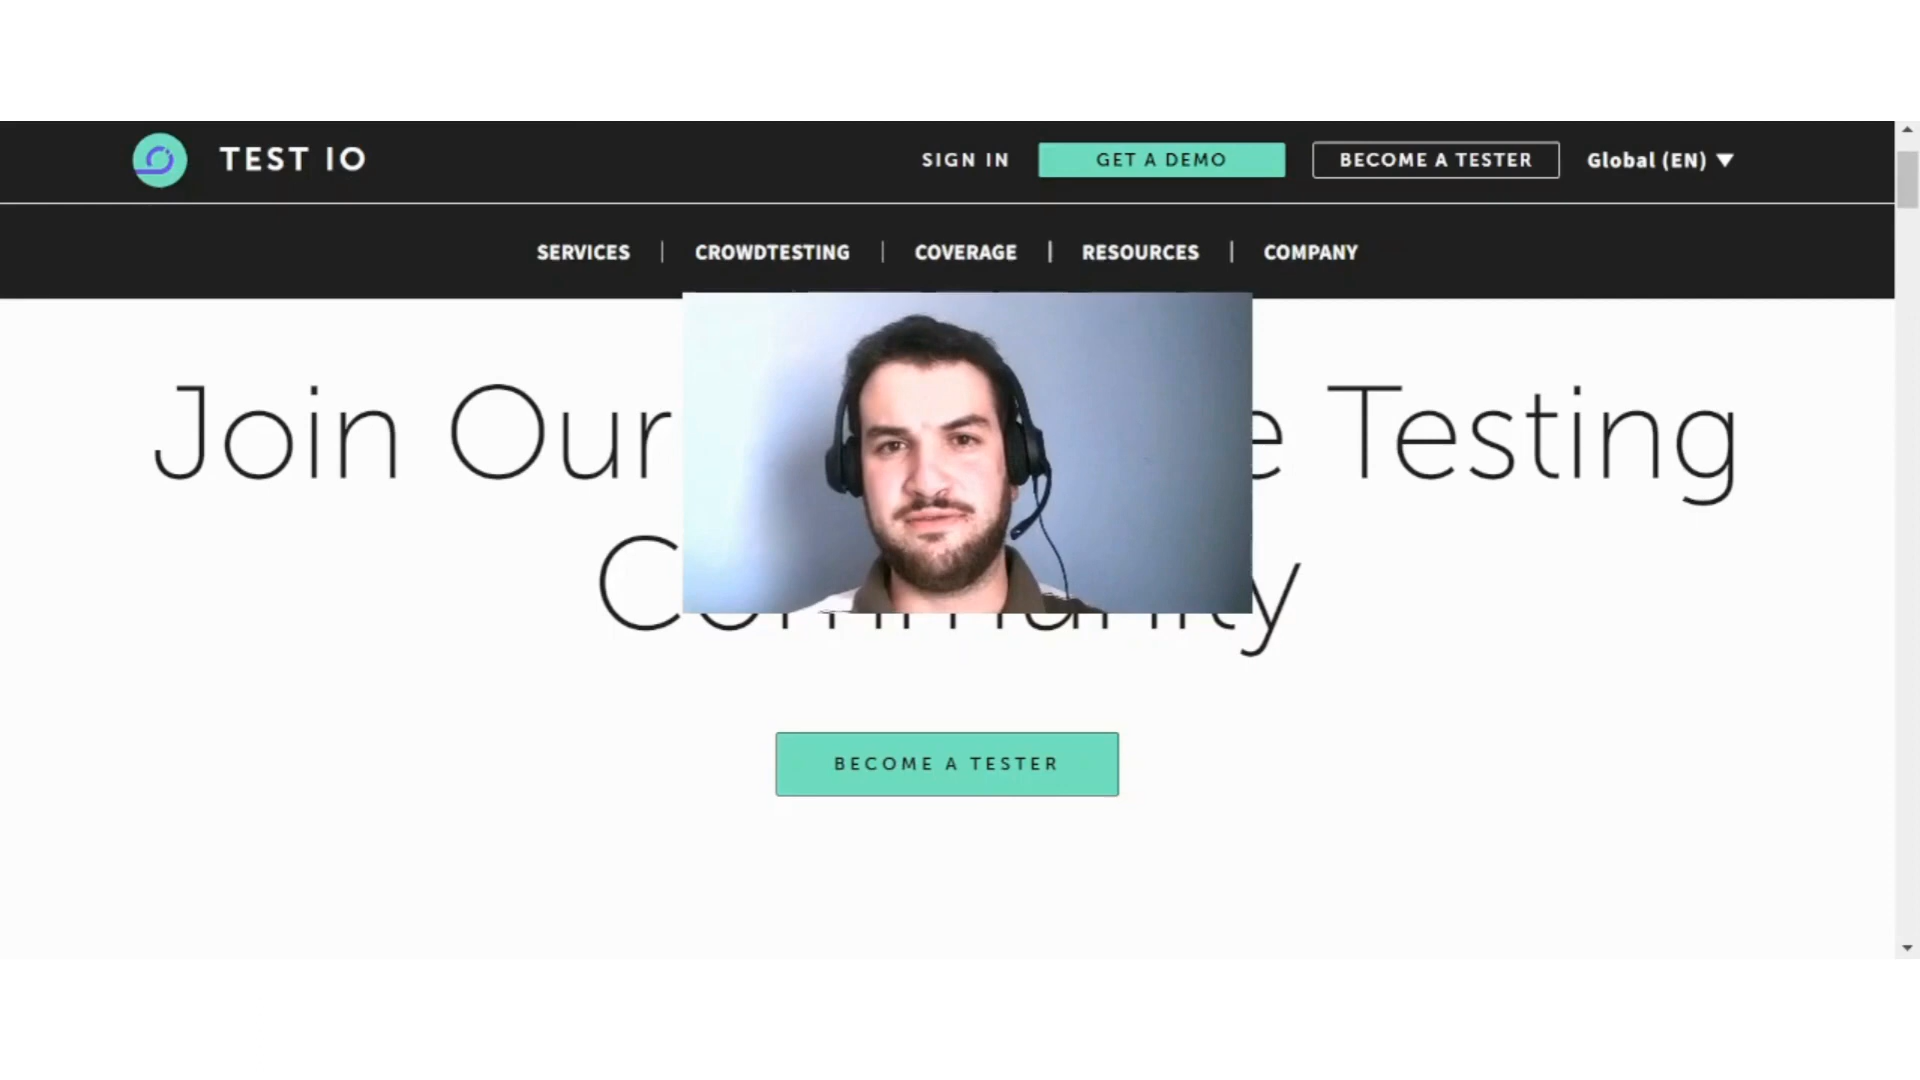 TEST IO
SIGN IN
GET A DEMO
BECOME A TESTER
Global (EN)
SERVICES | CROWDTESTING | COVERAGE | RESOURCES | COMPANY
Join Our Testing
Community
BECOME A TESTER